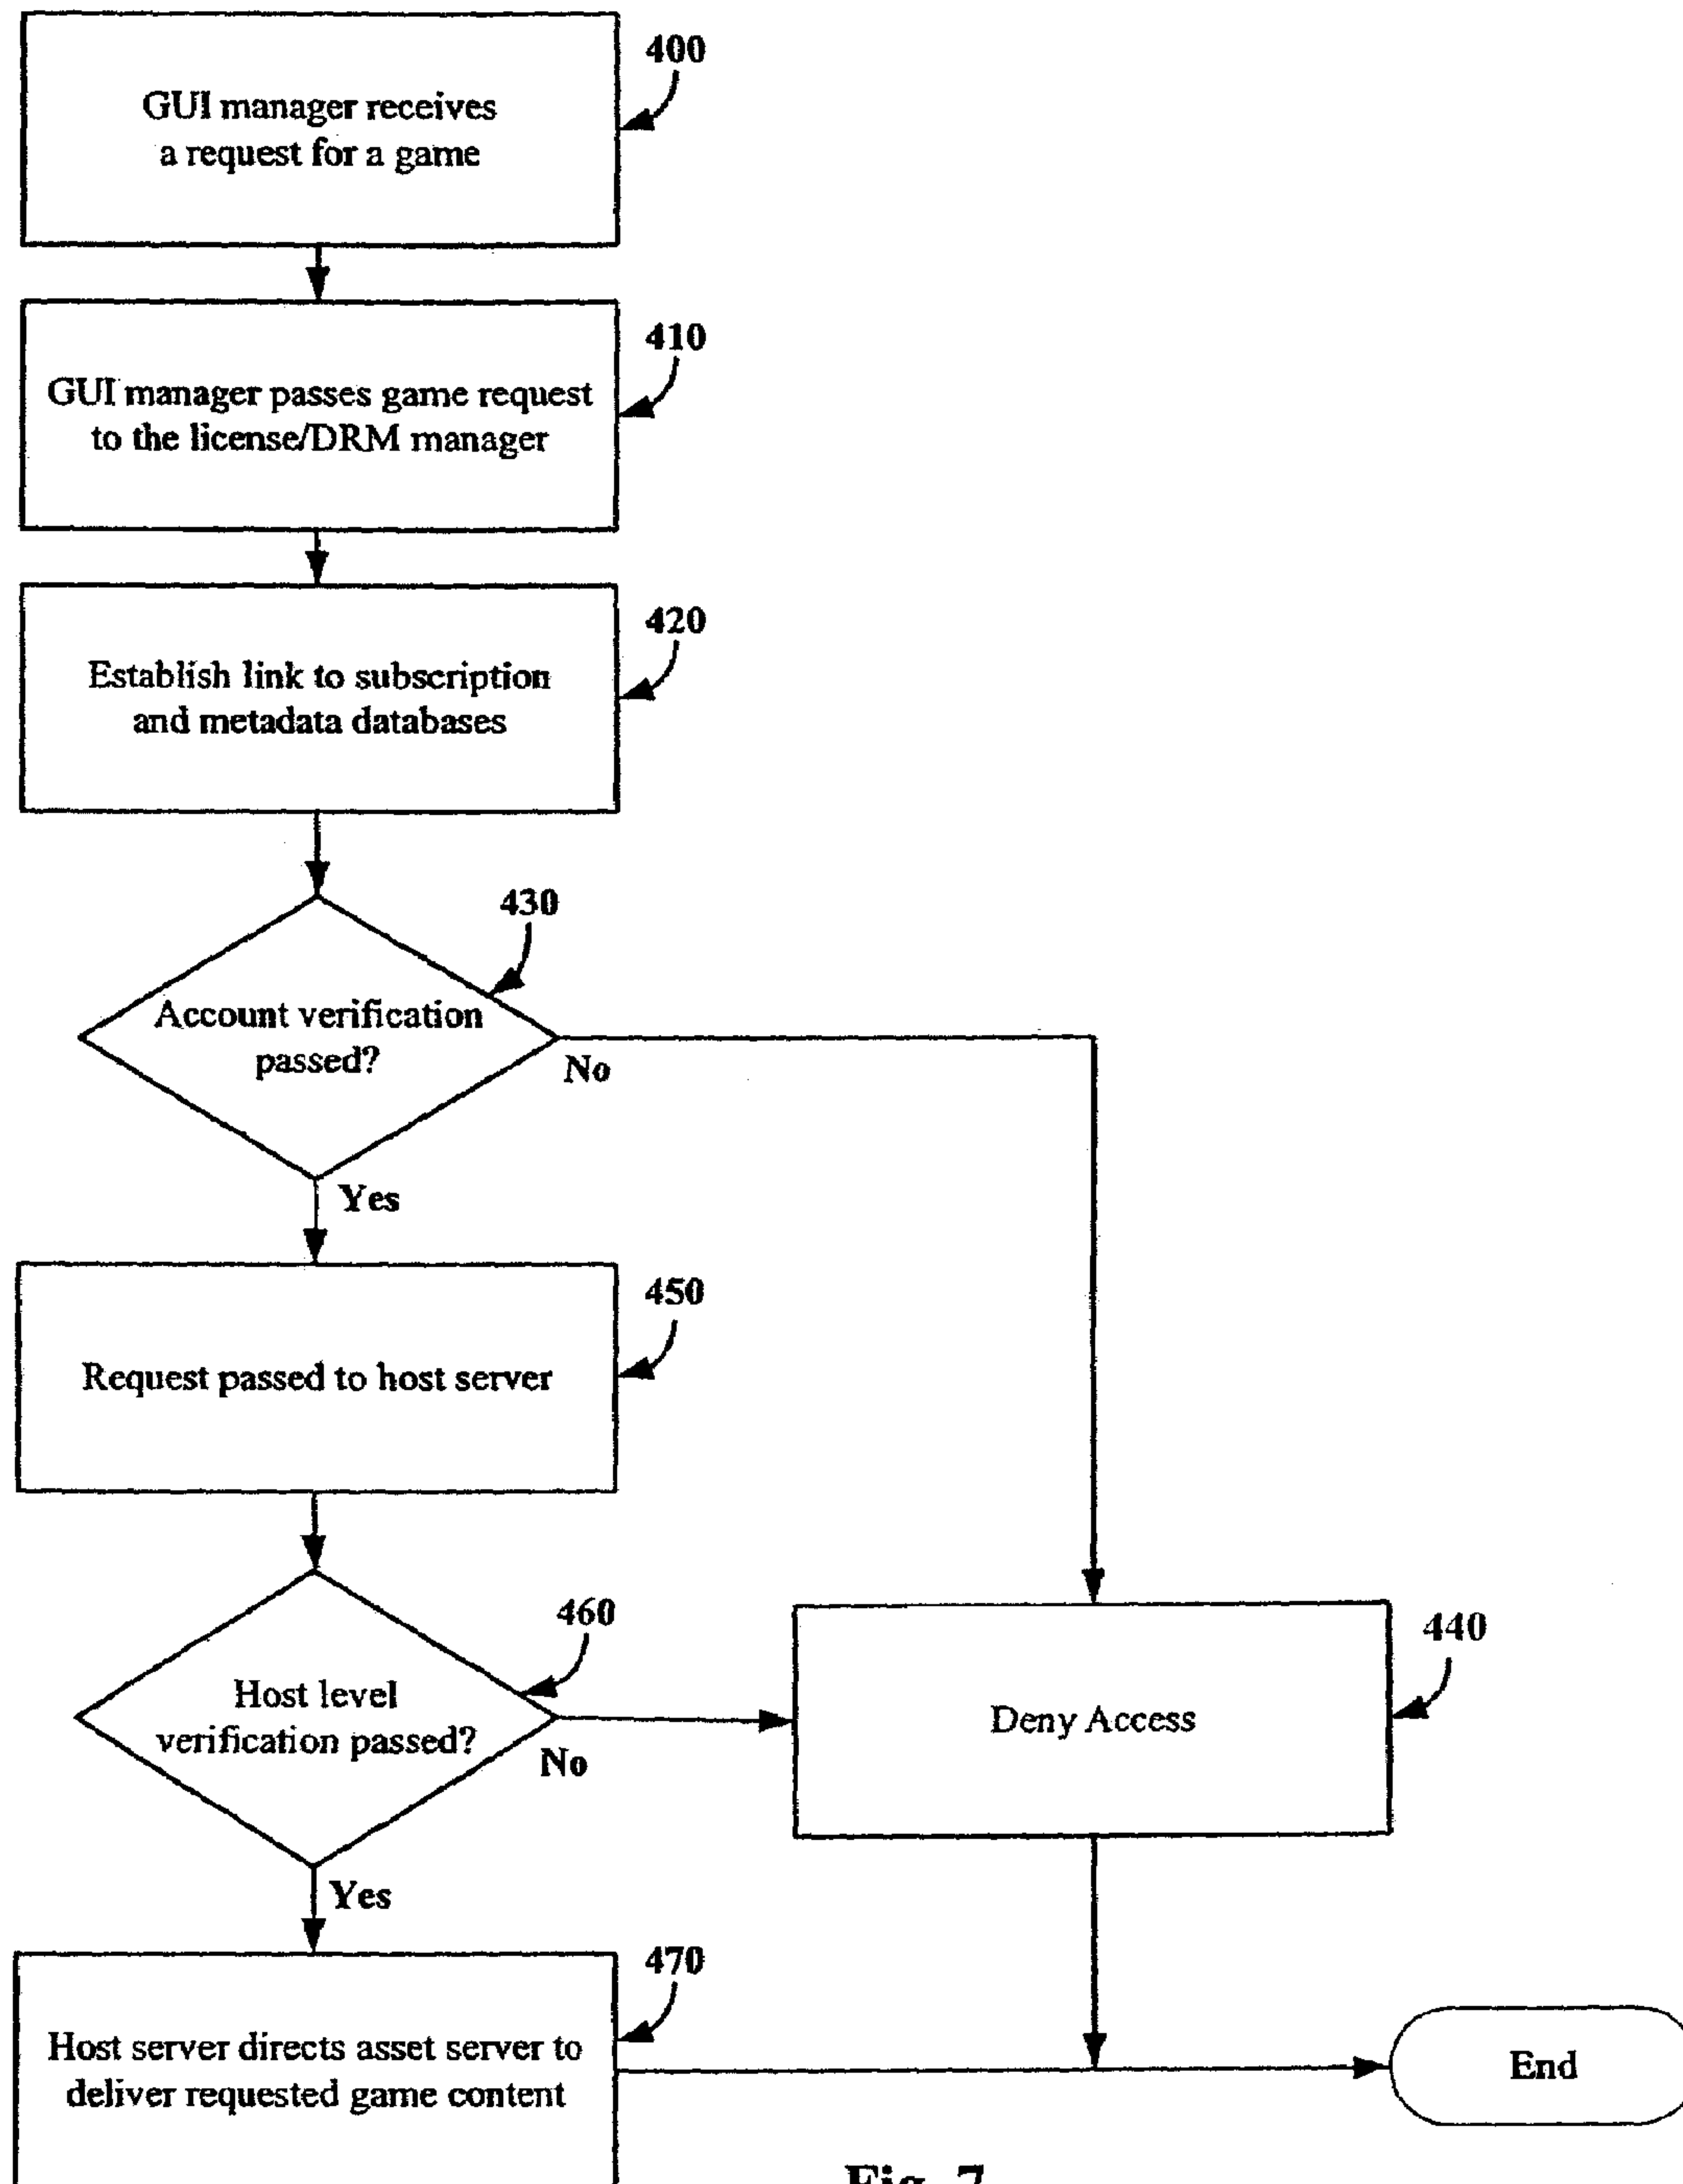 400
GUI manager receives
a request for a game
410
GUI manager passes game request
to the license/DRM manager
420
Establish link to subscription
and metadata databases
430
Account verification
passed?
No
Yes
450
Request passed to host server
460
Host level
verification passed?
No
440
Deny Access
Yes
470
Host server directs asset server to
deliver requested game content
End
Fig. 7